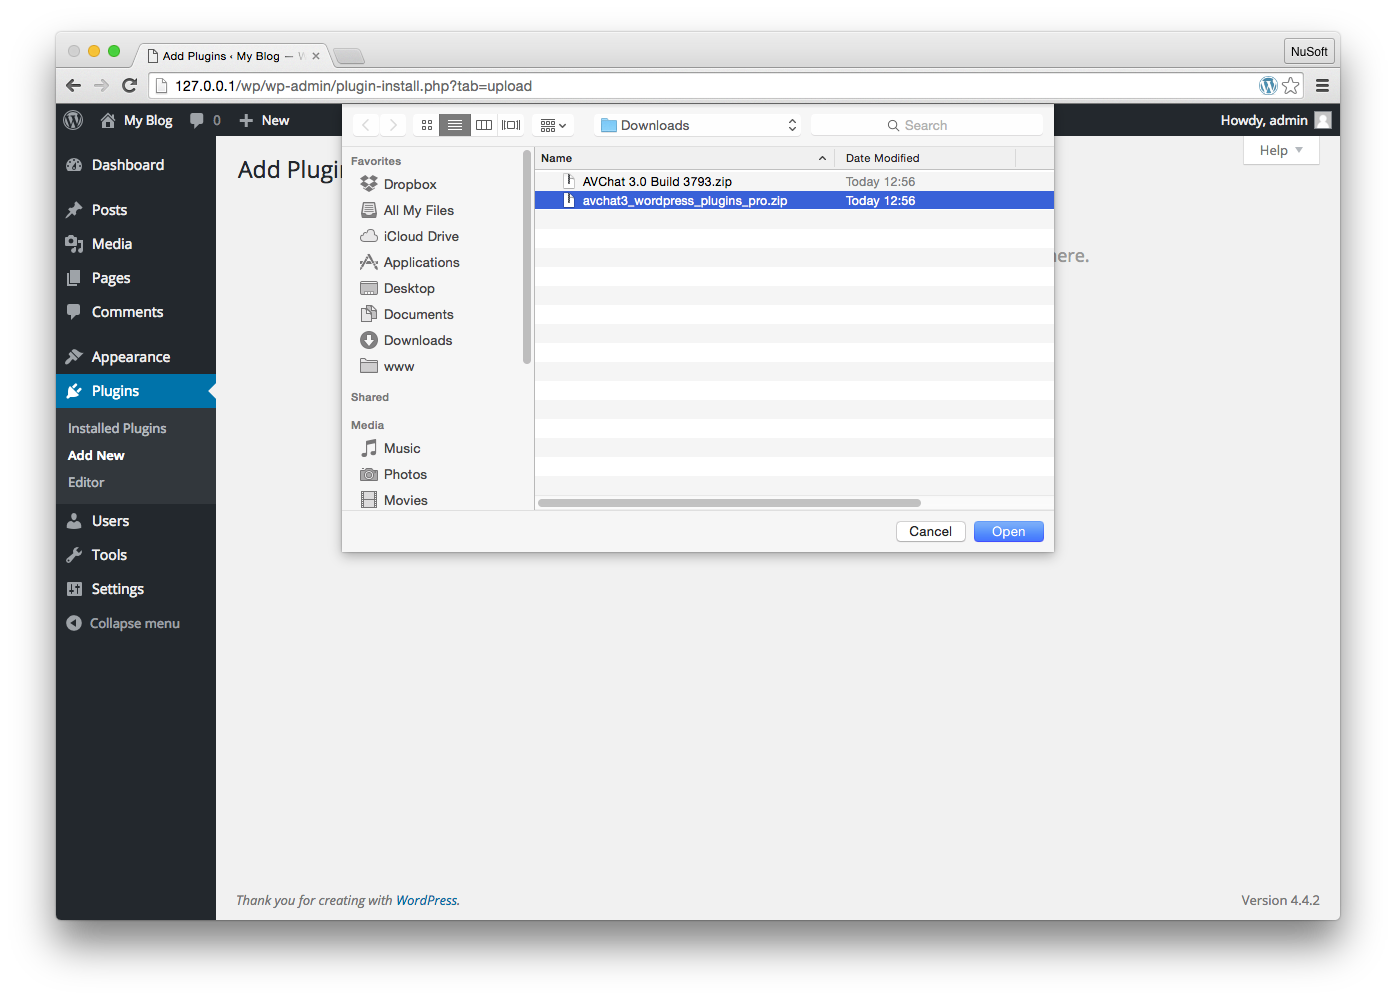 Add Plugins ‹ My Blog —
NuSoft
127.0.0.1/wp/wp-admin/plugin-install.php?tab=upload
My Blog
0
New
Howdy, admin
Help
Dashboard
Posts
Media
Pages
Comments
Appearance
Plugins
Installed Plugins
Add New
Editor
Users
Tools
Settings
Collapse menu
Add Plugi
Downloads
Search
Favorites
Dropbox
All My Files
iCloud Drive
Applications
Desktop
Documents
Downloads
www
Shared
Media
Music
Photos
Movies
Name
Date Modified
AVChat 3.0 Build 3793.zip
Today 12:56
avchat3_wordpress_plugins_pro.zip
Today 12:56
ere.
Cancel
Open
Thank you for creating with WordPress.
Version 4.4.2